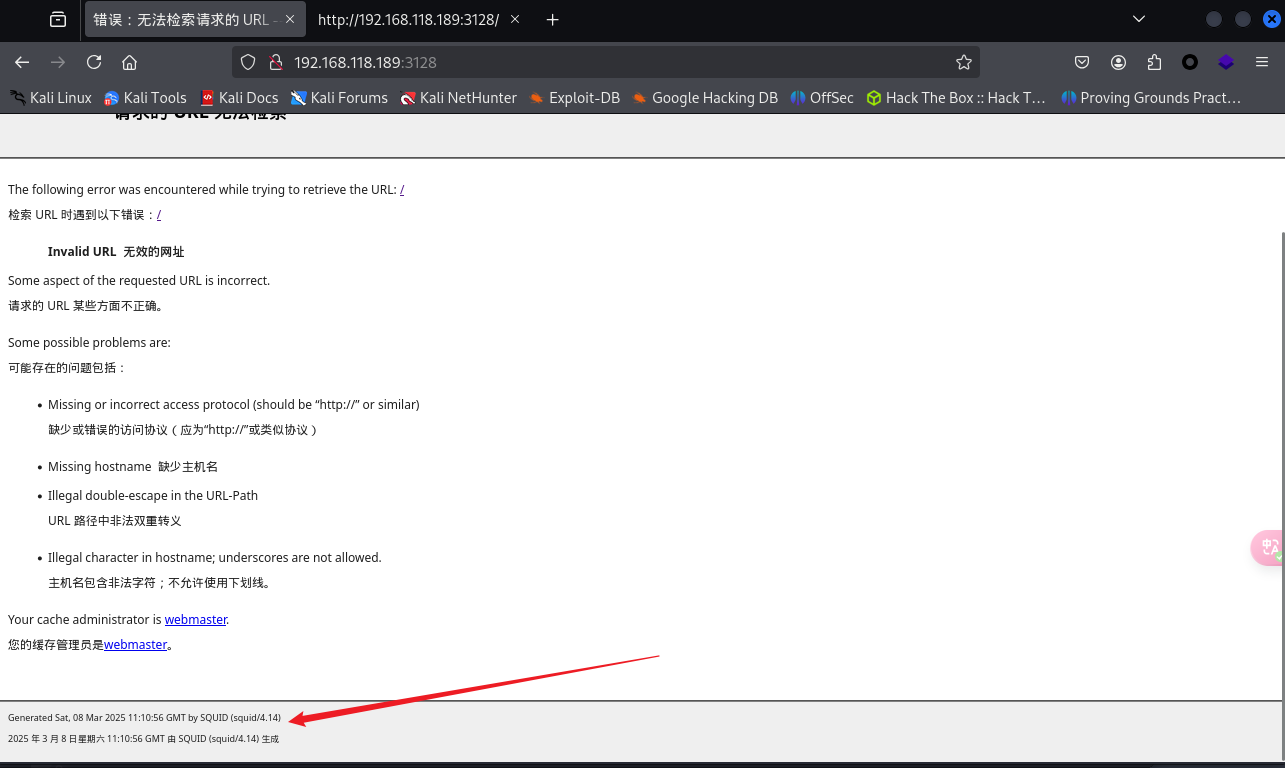 错误：无法检索请求的 URL -
http://192.168.118.189:3128/
192.168.118.189:3128
Kali Linux Kali Tools Kali Docs Kali Forums Kali NetHunter Exploit-DB Google Hacking DB OffSec Hack The Box :: Hack T… Proving Grounds Pract…
请求的 URL 无法检索
The following error was encountered while trying to retrieve the URL: /
检索 URL 时遇到以下错误：/
Invalid URL 无效的网址
Some aspect of the requested URL is incorrect.
请求的 URL 某些方面不正确。
Some possible problems are:
可能存在的问题包括：
• Missing or incorrect access protocol (should be “http://” or similar)
缺少或错误的访问协议（应为“http://”或类似协议）
• Missing hostname 缺少主机名
• Illegal double-escape in the URL-Path
URL 路径中非法双重转义
• Illegal character in hostname; underscores are not allowed.
主机名包含非法字符；不允许使用下划线。
Your cache administrator is webmaster.
您的缓存管理员是webmaster。
Generated Sat, 08 Mar 2025 11:10:56 GMT by SQUID (squid/4.14)
2025 年 3 月 8 日星期六 11:10:56 GMT 由 SQUID (squid/4.14) 生成